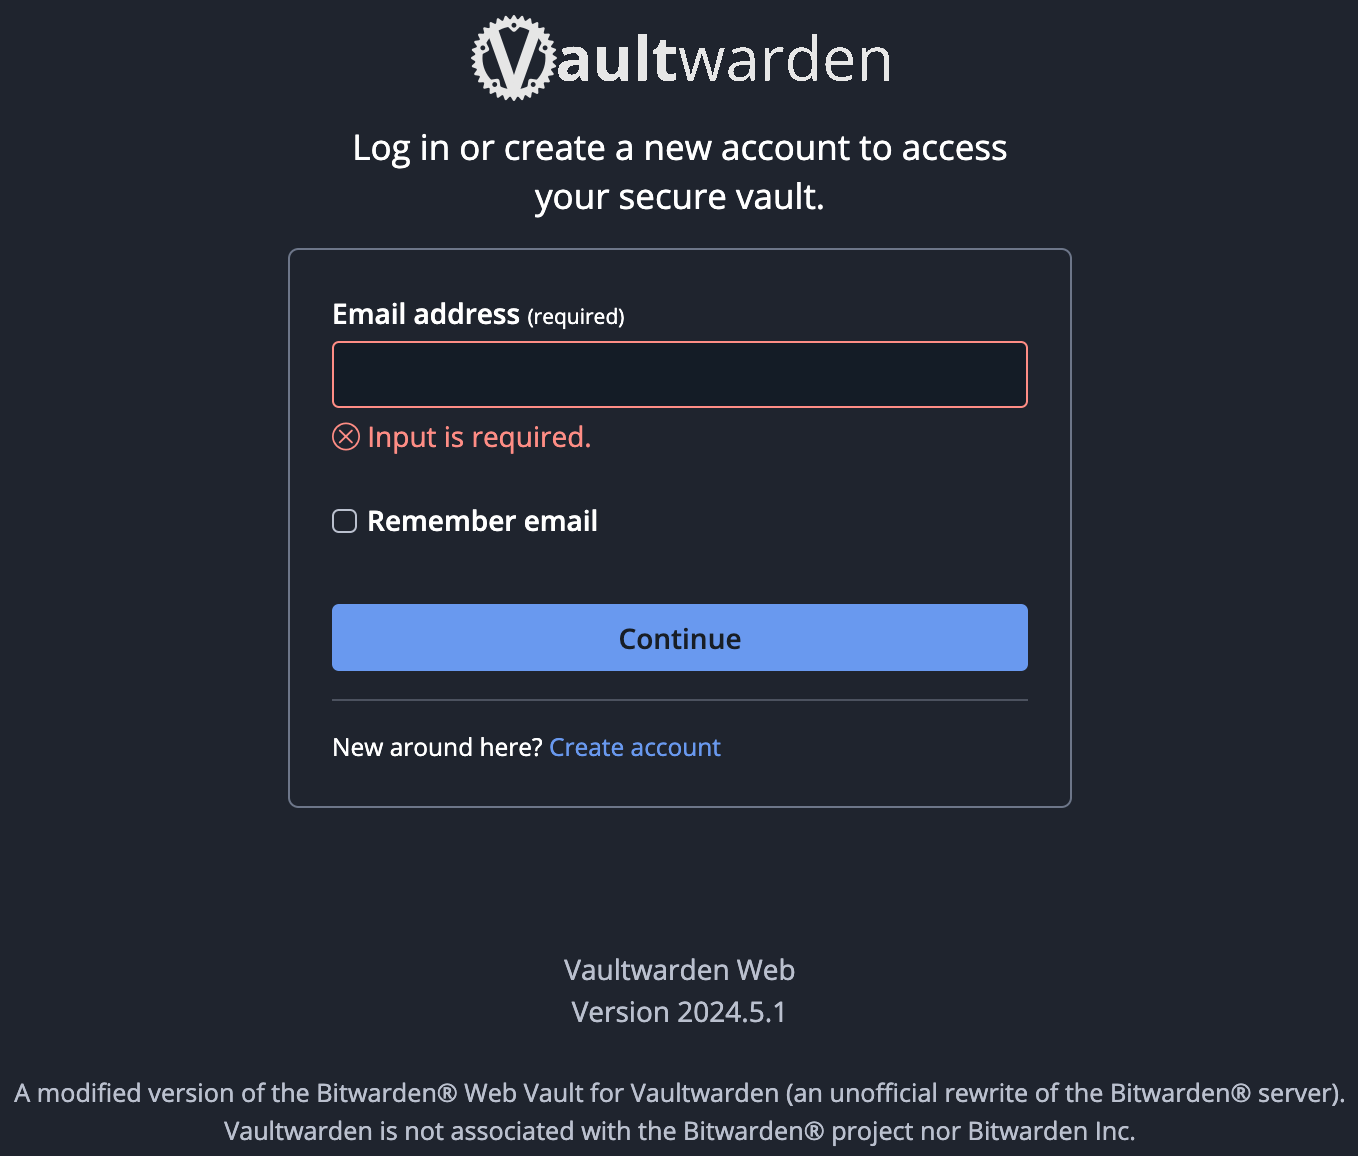 Vaultwarden
Log in or create a new account to access
your secure vault.
Email address (required)
Input is required.
Remember email
Continue
New around here? Create account
Vaultwarden Web
Version 2024.5.1
A modified version of the Bitwarden® Web Vault for Vaultwarden (an unofficial rewrite of the Bitwarden® server).
Vaultwarden is not associated with the Bitwarden® project nor Bitwarden Inc.